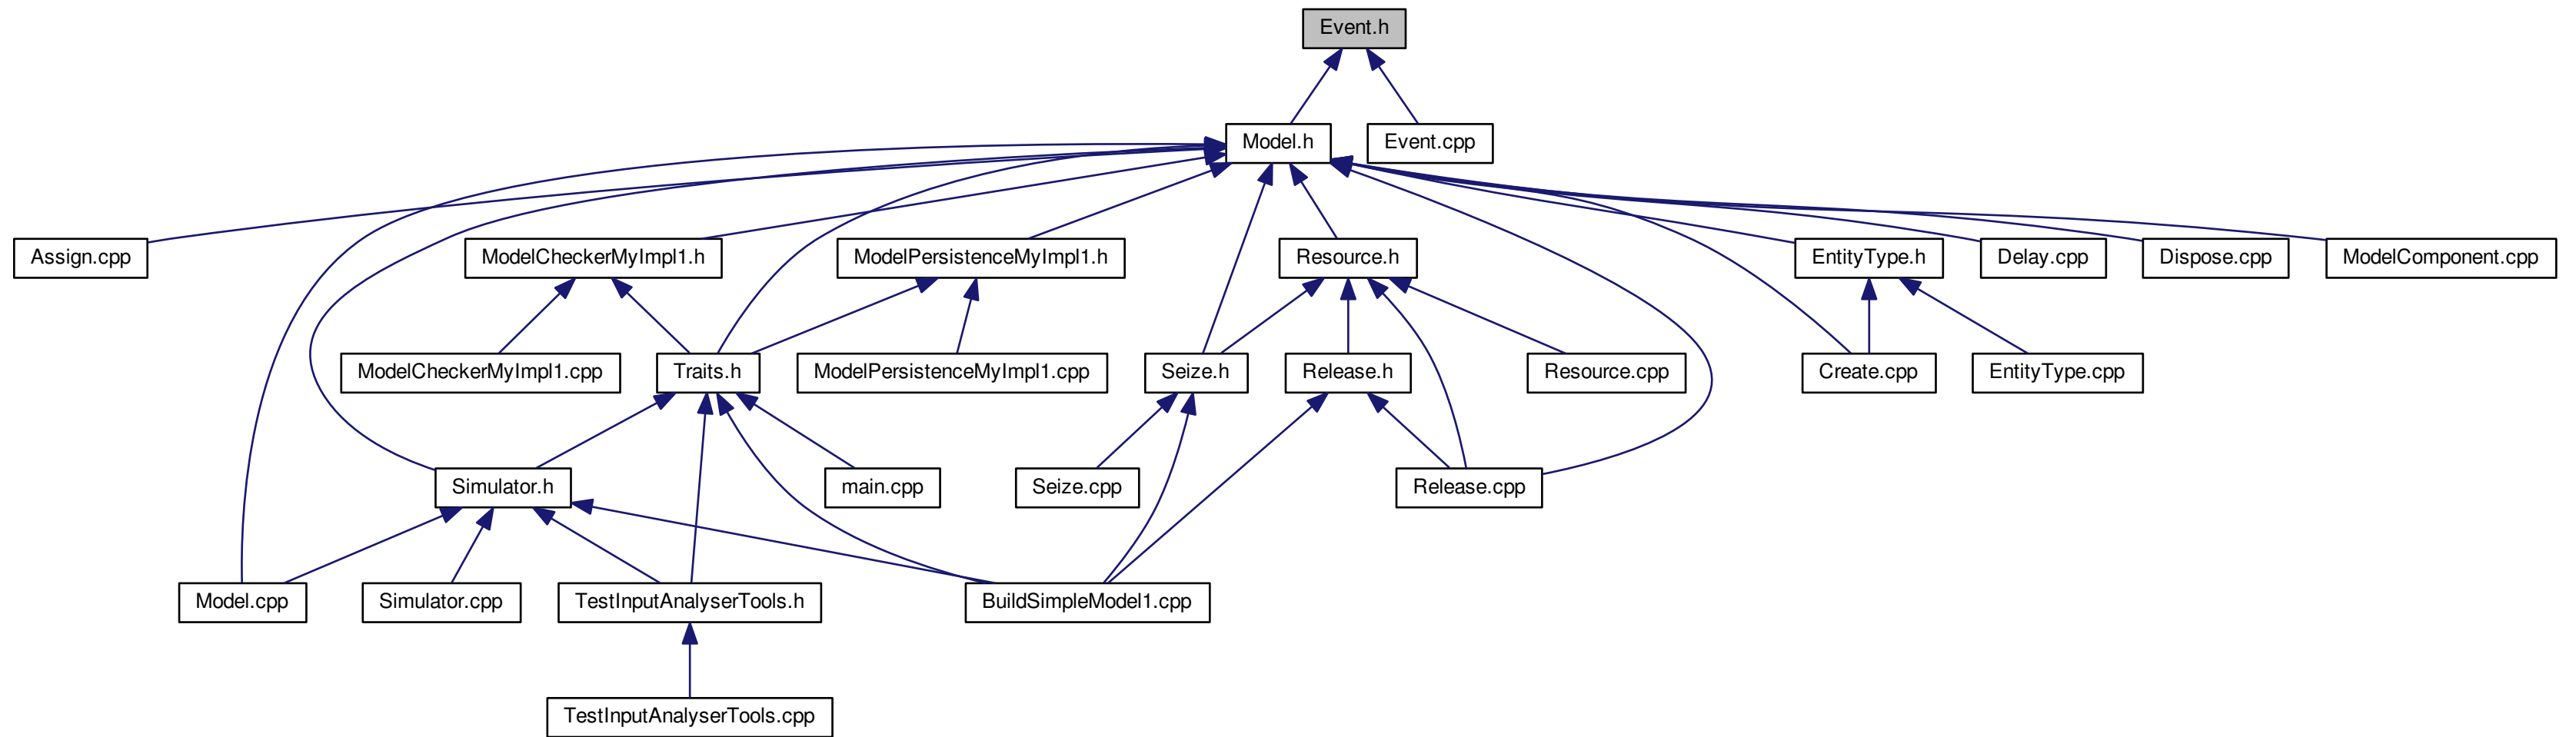 Event.h
Model.h
Event.cpp
Assign.cpp
ModelCheckerMyImpl1.h
ModelPersistenceMyImpl1.h
Resource.h
EntityType.h
Delay.cpp
Dispose.cpp
ModelComponent.cpp
ModelCheckerMyImpl1.cpp
Traits.h
ModelPersistenceMyImpl1.cpp
Seize.h
Release.h
Resource.cpp
Create.cpp
EntityType.cpp
Simulator.h
main.cpp
Seize.cpp
Release.cpp
Model.cpp
Simulator.cpp
TestInputAnalyserTools.h
BuildSimpleModel1.cpp
TestInputAnalyserTools.cpp